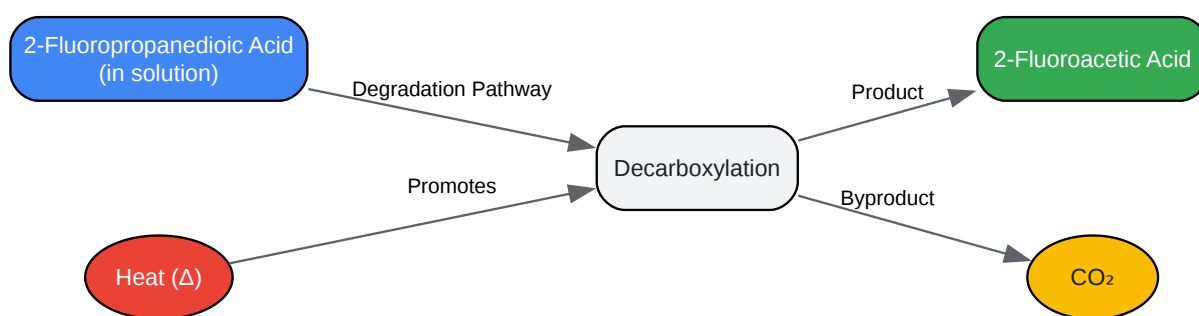 2-Fluoropropanedioic Acid
(in solution)
Degradation Pathway
Promotes
Heat (Δ)
Decarboxylation
Product
2-Fluoroacetic Acid
Byproduct
CO₂